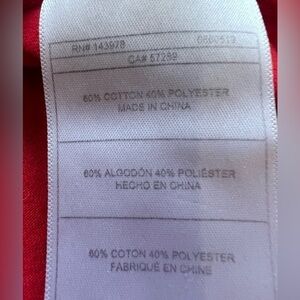 RN# 143978
CA# 57289
60% COTTON 40% POLYESTER
MADE IN CHINA
60% ALGODÓN 40% POLIÉSTER
HECHO EN CHINA
60% COTON 40% POLYESTER
FABRIQUÉ EN CHINE